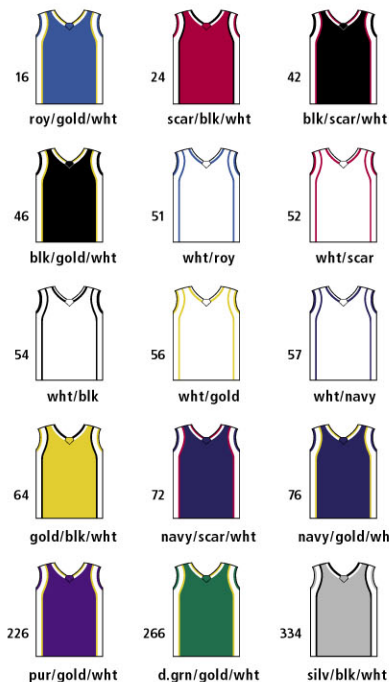 16 24 42
roy/gold/wht scar/blk/wht blk/scar/wht
46 51 52
blk/gold/wht wht/roy wht/scar
54 56 57
wht/blk wht/gold wht/navy
64 72 76
gold/blk/wht navy/scar/wht navy/gold/wh
226 266 334
pur/gold/wht d.grn/gold/wht silv/blk/wht